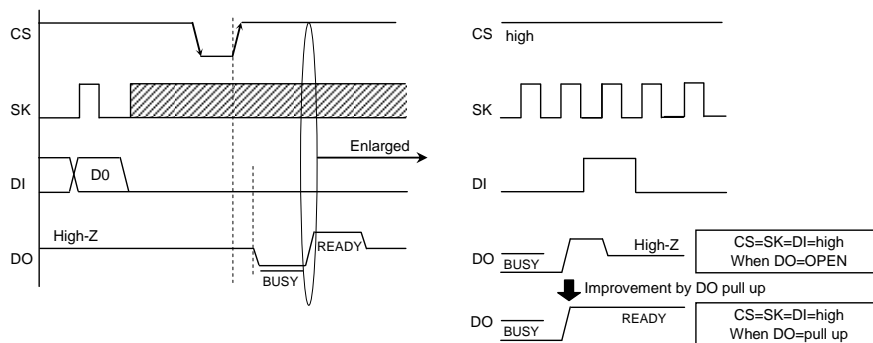 CS
SK
DI
D0
High-Z
DO
BUSY
READY
Enlarged
CS
high
SK
DI
DO
BUSY
High-Z
CS=SK=DI=high
When DO=OPEN
Improvement by DO pull up
DO
BUSY
READY
CS=SK=DI=high
When DO=pull up